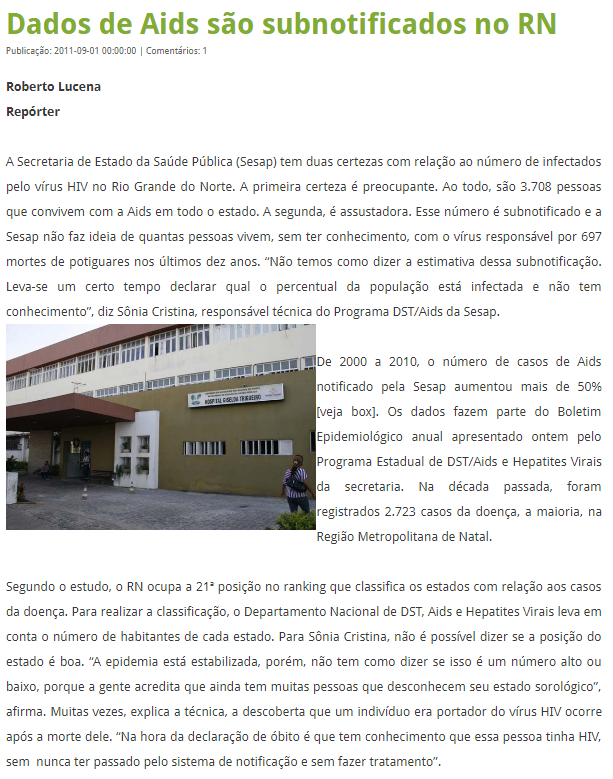 Dados de Aids são subnotificados no RN
Publicação: 2011-09-01 00:00:00 | Comentários: 1
Roberto Lucena
Repórter
A Secretaria de Estado da Saúde Pública (Sesap) tem duas certezas com relação ao número de infectados
pelo vírus HIV no Rio Grande do Norte. A primeira certeza é preocupante. Ao todo, são 3.708 pessoas
que convivem com a Aids em todo o estado. A segunda, é assustadora. Esse número é subnotificado e a
Sesap não faz ideia de quantas pessoas vivem, sem ter conhecimento, com o vírus responsável por 697
mortes de potiguares nos últimos dez anos. “Não temos como dizer a estimativa dessa subnotificação.
Leva-se um certo tempo declarar qual o percentual da população está infectada e não tem
conhecimento”, diz Sônia Cristina, responsável técnica do Programa DST/Aids da Sesap.
HOSPITAL GISELDA TRIGUEIRO
De 2000 a 2010, o número de casos de Aids
notificado pela Sesap aumentou mais de 50%
[veja box]. Os dados fazem parte do Boletim
Epidemiológico anual apresentado ontem pelo
Programa Estadual de DST/Aids e Hepatites Virais
da secretaria. Na década passada, foram
registrados 2.723 casos da doença, a maioria, na
Região Metropolitana de Natal.
Segundo o estudo, o RN ocupa a 21ª posição no ranking que classifica os estados com relação aos casos
da doença. Para realizar a classificação, o Departamento Nacional de DST, Aids e Hepatites Virais leva em
conta o número de habitantes de cada estado. Para Sônia Cristina, não é possível dizer se a posição do
estado é boa. “A epidemia está estabilizada, porém, não tem como dizer se isso é um número alto ou
baixo, porque a gente acredita que ainda tem muitas pessoas que desconhecem seu estado sorológico”,
afirma. Muitas vezes, explica a técnica, a descoberta que um indivíduo era portador do vírus HIV ocorre
após a morte dele. “Na hora da declaração de óbito é que tem conhecimento que essa pessoa tinha HIV,
sem nunca ter passado pelo sistema de notificação e sem fazer tratamento”.